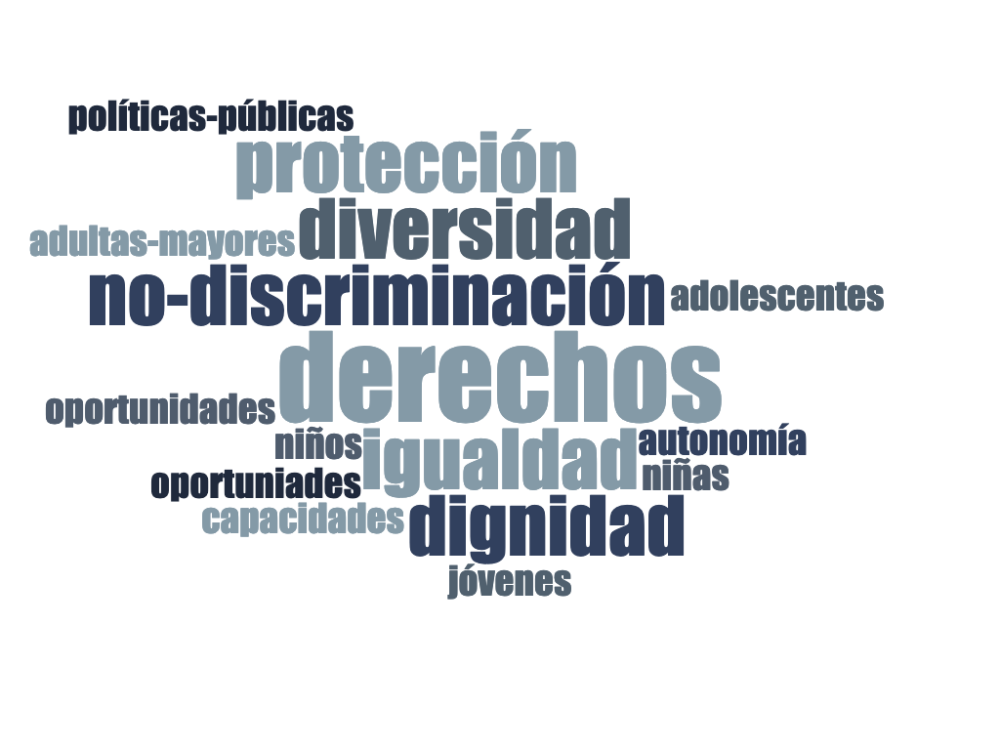 políticas-públicas
protección
diversidad
adultas-mayores
no-discriminación
adolescentes
derechos
oportunidades
niños
igualdad
autonomía
niñas
oportuniades
capacidades
dignidad
jóvenes